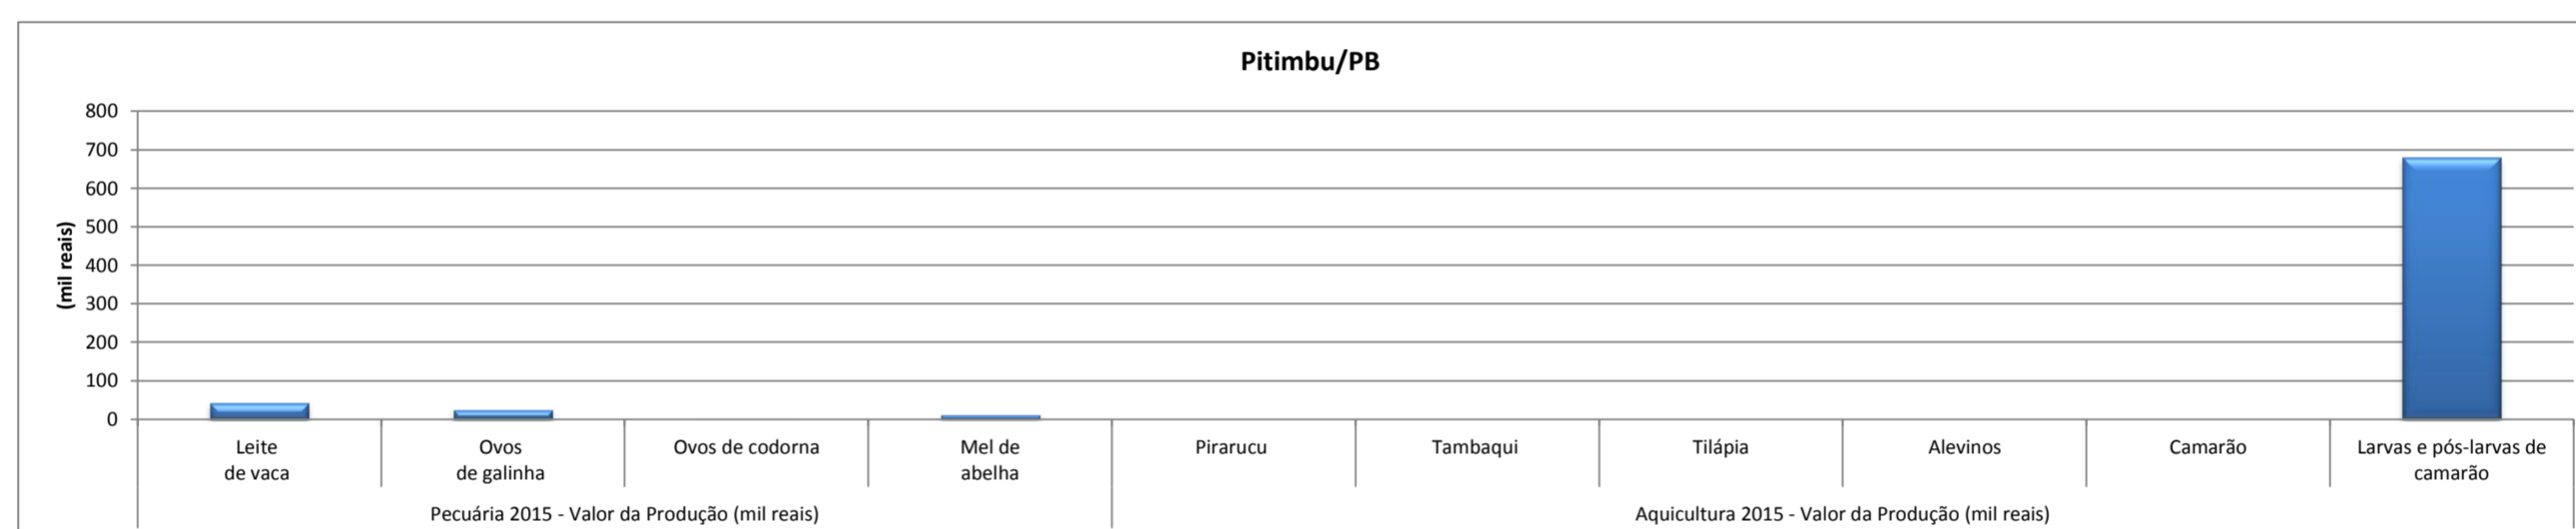 Pitimbu/PB
800
700
600
500
400
300
200
100
0
(mil reais)
Leite
de vaca
Ovos
de galinha
Ovos de codorna
Mel de
abelha
Pirarucu
Tambaqui
Tilápia
Alevinos
Camarão
Larvas e pós-larvas de
camarão
Pecuária 2015 - Valor da Produção (mil reais)
Aquicultura 2015 - Valor da Produção (mil reais)